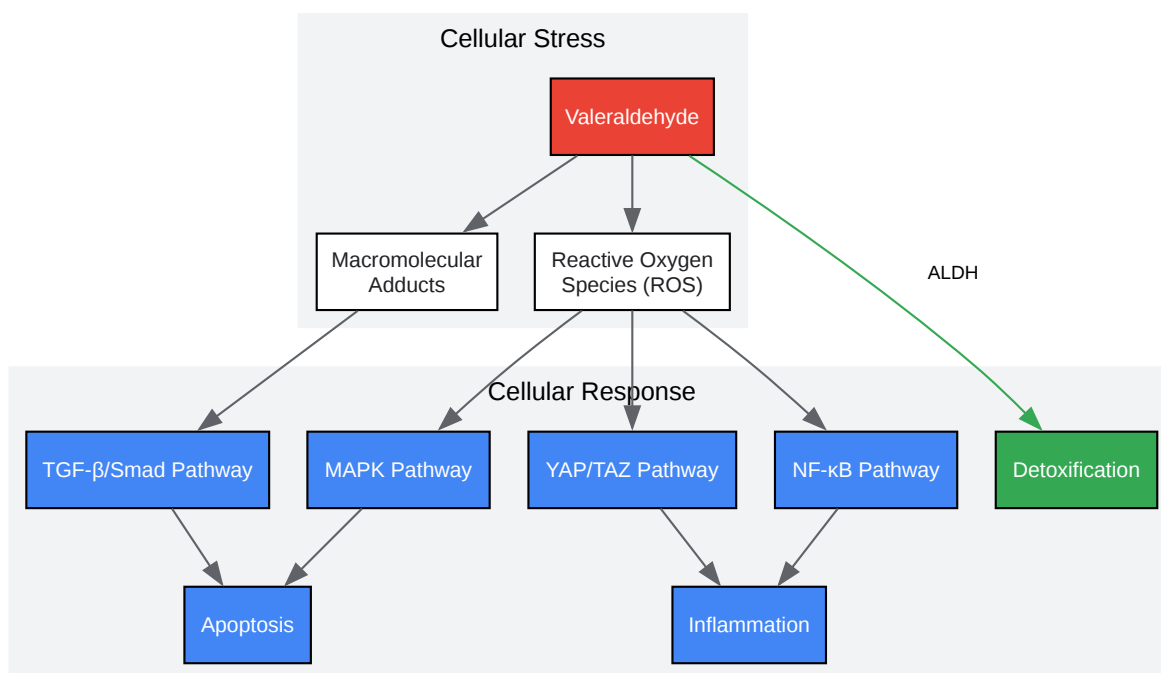 Cellular Stress
Valeraldehyde
Macromolecular
Adducts
Reactive Oxygen
Species (ROS)
ALDH
Cellular Response
TGF-β/Smad Pathway
MAPK Pathway
YAP/TAZ Pathway
NF-κB Pathway
Detoxification
Apoptosis
Inflammation